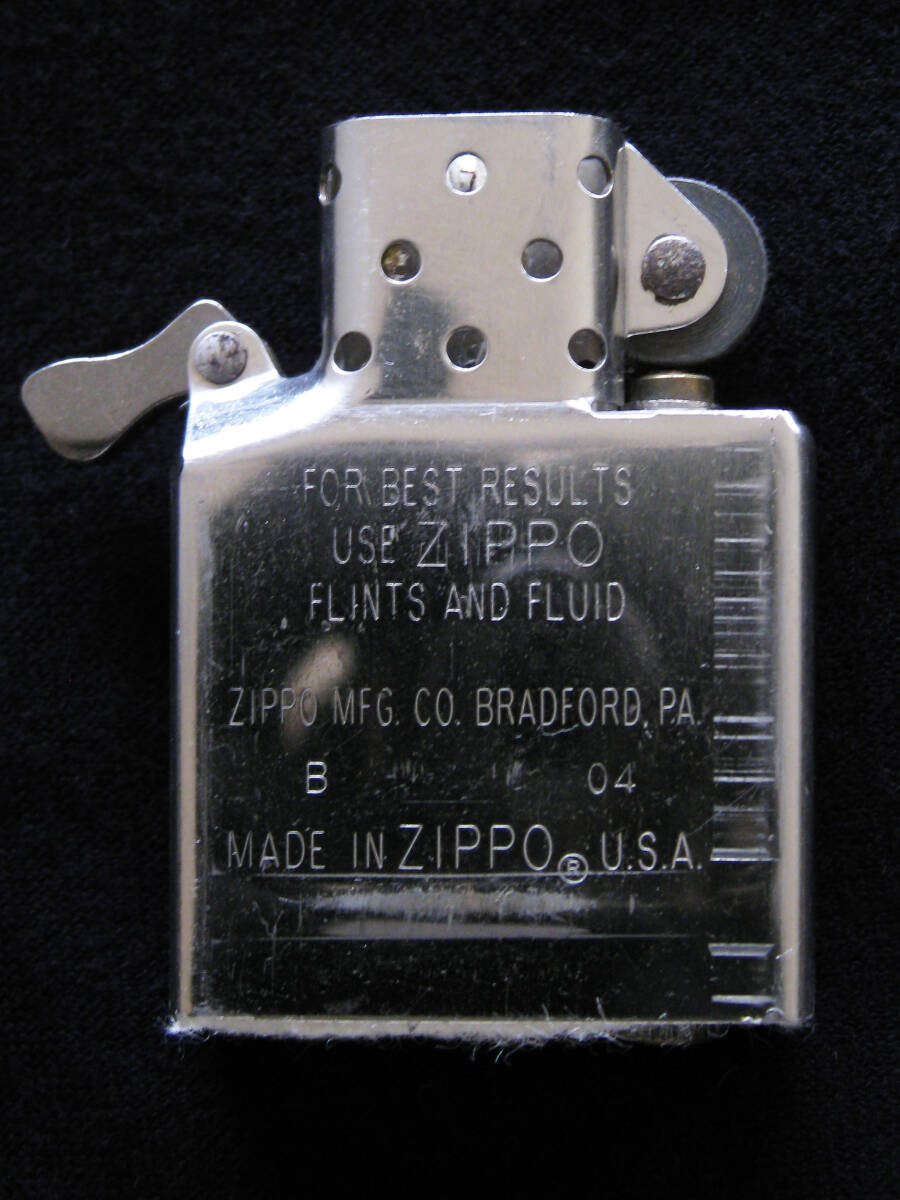 FOR BEST RESULTS
USE ZIPPO
FLINTS AND FLUID
ZIPPO MFG. CO. BRADFORD, PA.
B 04
MADE IN ZIPPO® U.S.A.